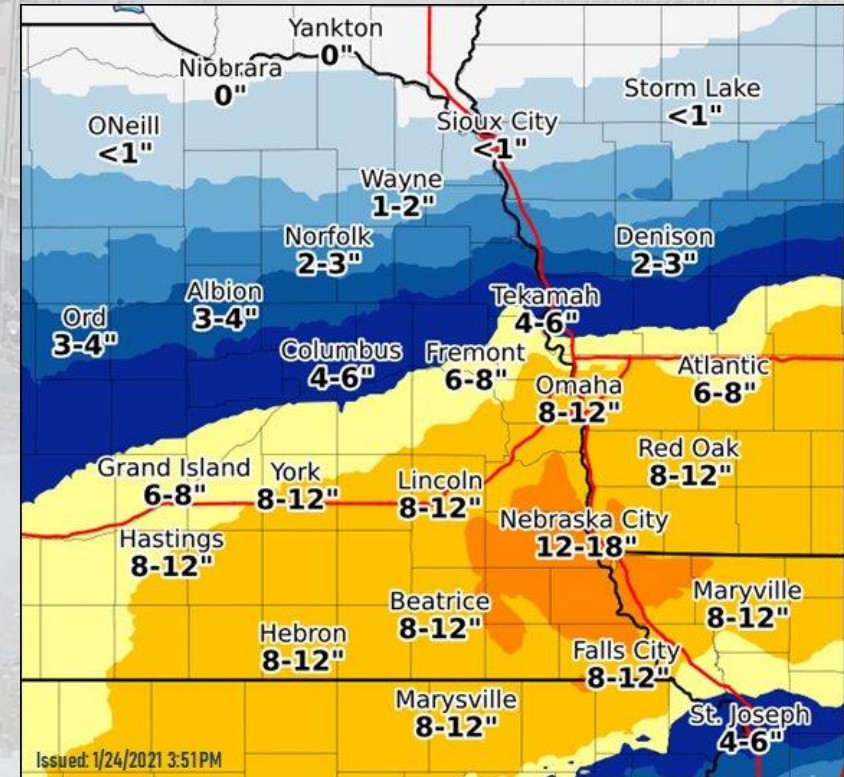 Yankton
0"
Niobrara
0"
Storm Lake
<1"
ONeill
<1"
Sioux City
<1"
Wayne
1-2"
Norfolk
2-3"
Denison
2-3"
Albion
3-4"
Tekamah
4-6"
Ord
3-4"
Columbus
4-6"
Fremont
6-8"
Atlantic
6-8"
Omaha
8-12"
Red Oak
8-12"
Grand Island
6-8"
York
8-12"
Lincoln
8-12"
Nebraska City
12-18"
Hastings
8-12"
Maryville
8-12"
Beatrice
8-12"
Hebron
8-12"
Falls City
8-12"
Marysville
8-12"
St. Joseph
4-6"
Issued: 1/24/2021 3:51PM